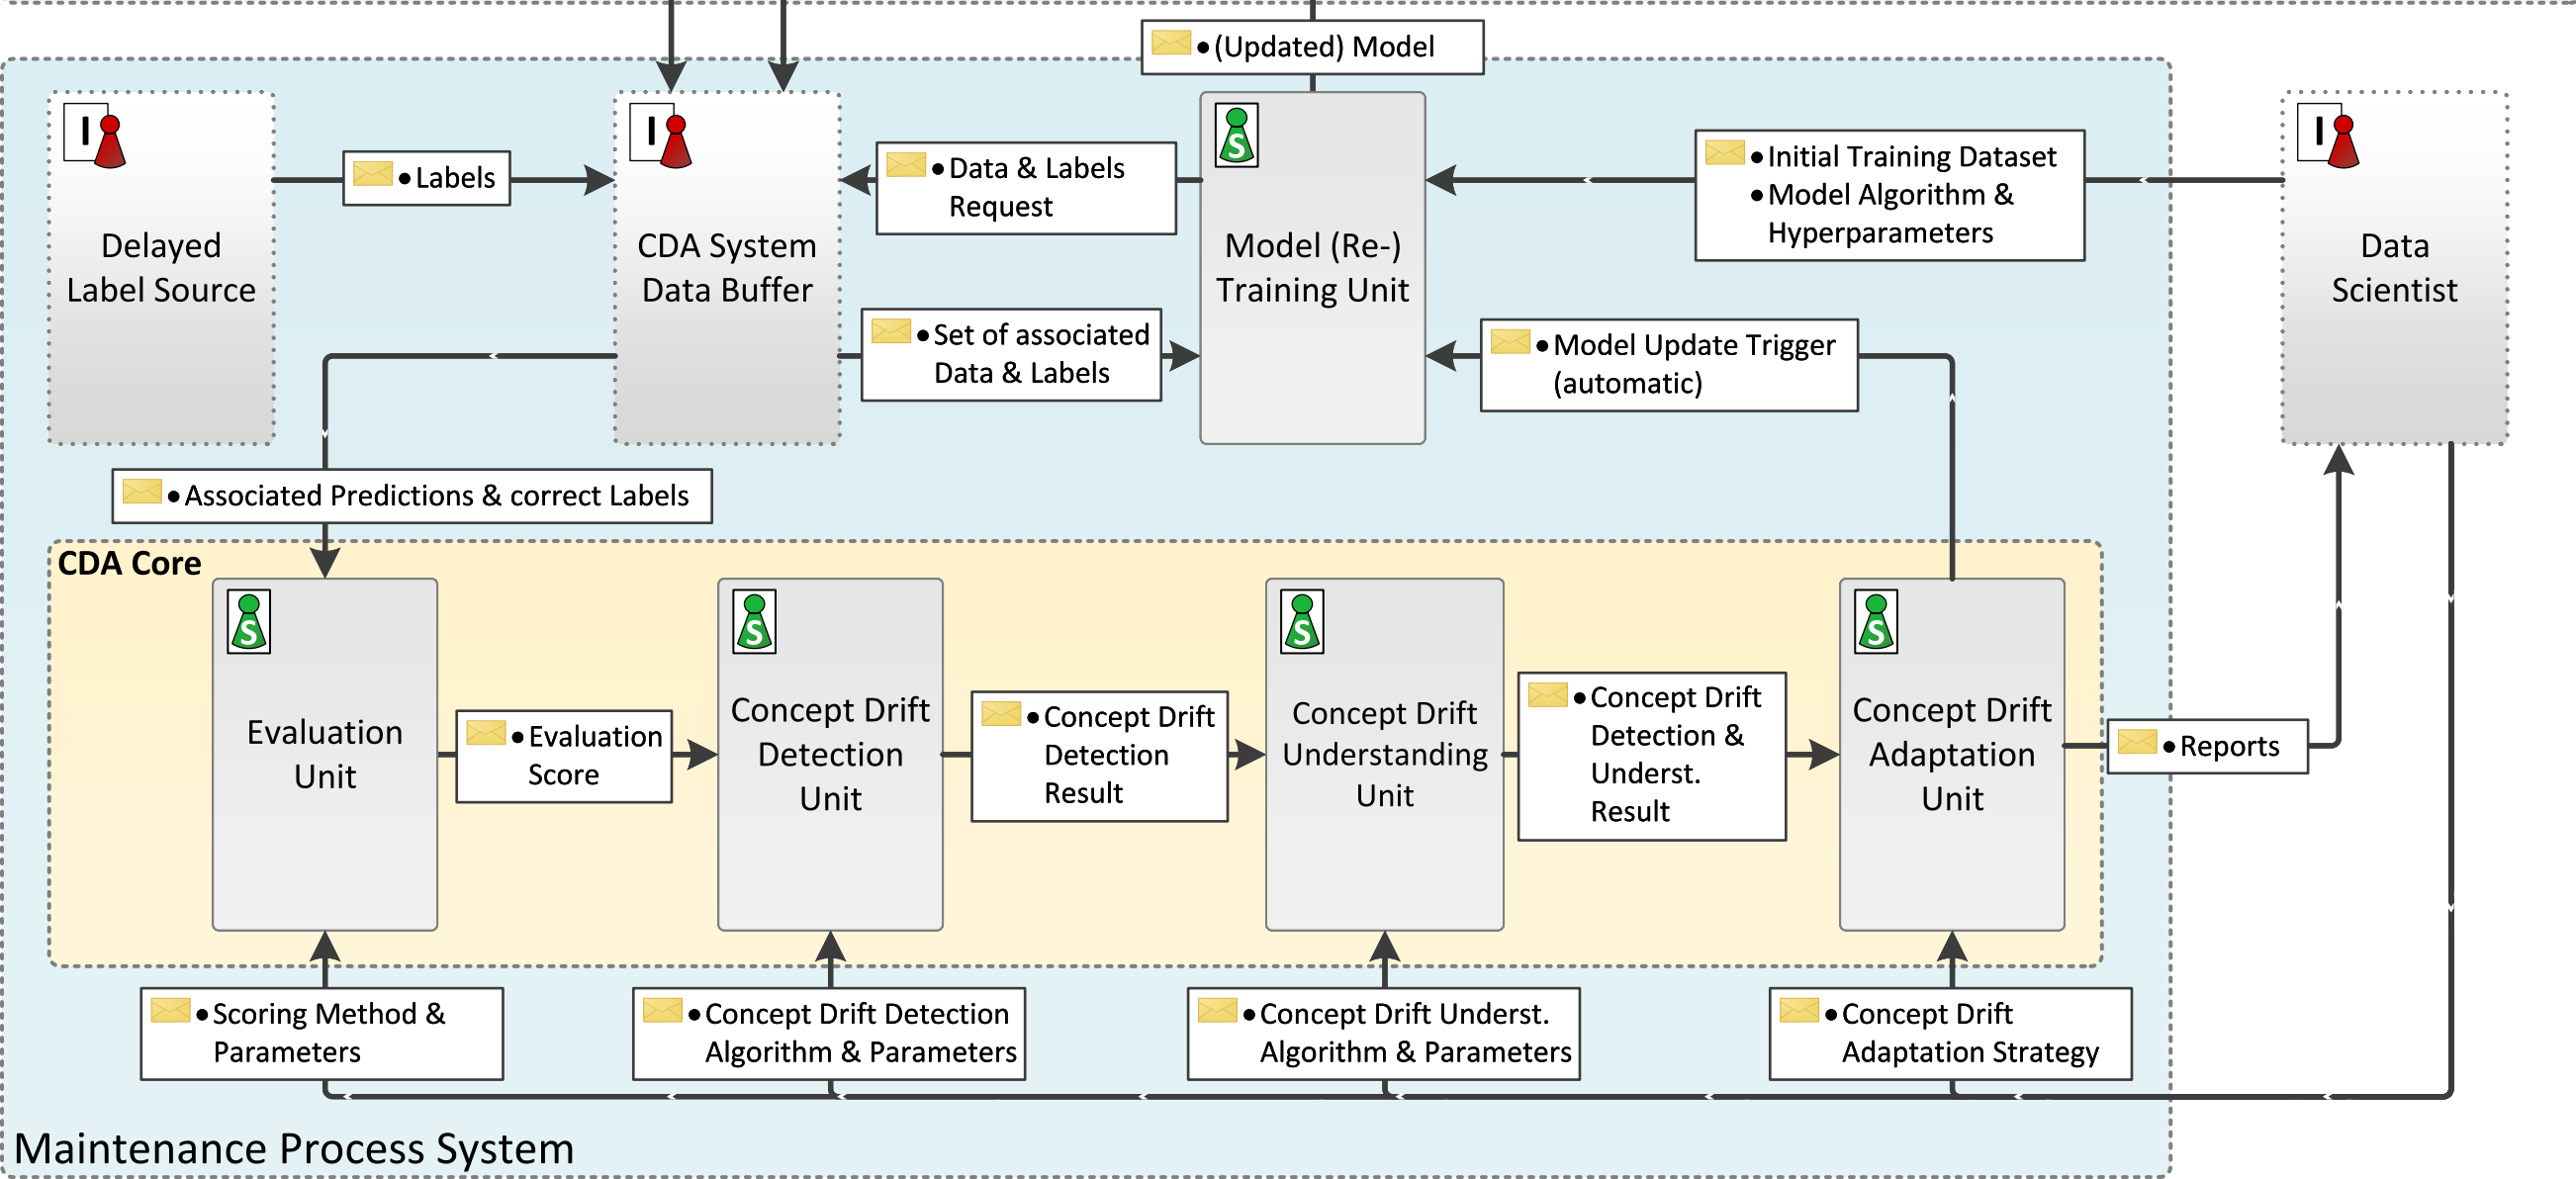 • (Updated) Model
I
Delayed
Label Source
• Labels
I
CDA System
Data Buffer
• Data & Labels
Request
S
Model (Re-)
Training Unit
• Initial Training Dataset
• Model Algorithm &
Hyperparameters
I
Data
Scientist
• Set of associated
Data & Labels
• Model Update Trigger
(automatic)
• Associated Predictions & correct Labels
CDA Core
S
Evaluation
Unit
• Evaluation
Score
S
Concept Drift
Detection
Unit
• Concept Drift
Detection
Result
S
Concept Drift
Understanding
Unit
• Concept Drift
Detection &
Underst.
Result
S
Concept Drift
Adaptation
Unit
• Reports
• Scoring Method &
Parameters
• Concept Drift Detection
Algorithm & Parameters
• Concept Drift Underst.
Algorithm & Parameters
• Concept Drift
Adaptation Strategy
Maintenance Process System